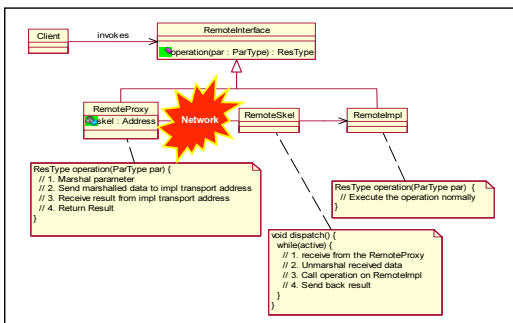 Client
invokes
RemoteInterface
operation(par : ParType) : ResType
RemoteProxy
skel : Address
Network
RemoteSkel
RemoteImpl
ResType operation(ParType par) {
// 1. Marshal parameter
// 2. Send marshalled data to impl transport address
// 3. Receive result from impl transport address
// 4. Return Result
}
ResType operation(ParType par) {
// Execute the operation normally
}
void dispatch() {
while(active) {
// 1. receive from the RemoteProxy
// 2. Unmarshal received data
// 3. Call operation on RemoteImpl
// 4. Send back result
}
}